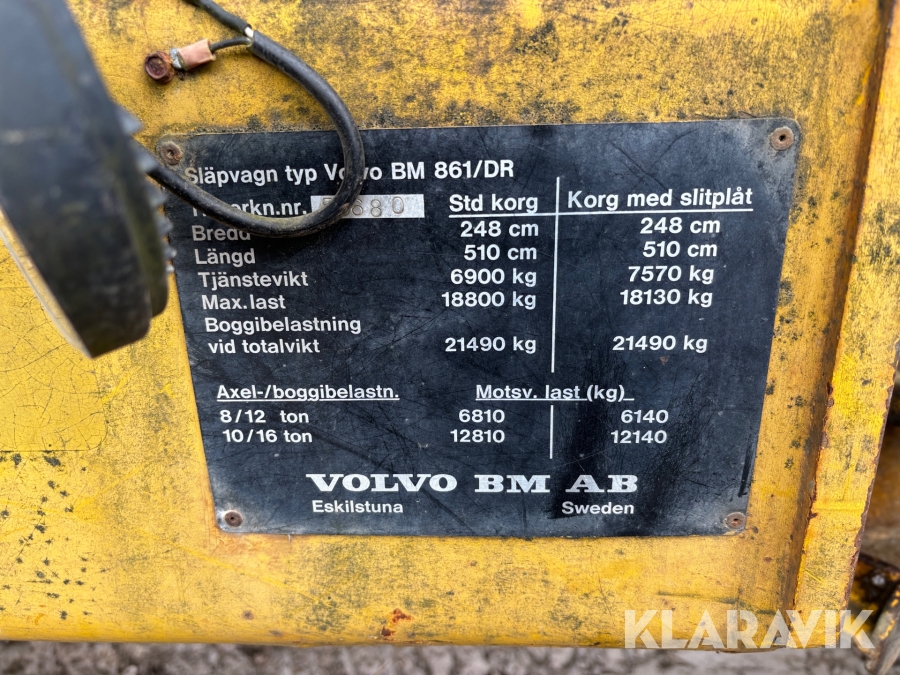 Släpvagn typ Volvo BM 861/DR
Std korg Korg med slitplåt
Bredd 248 cm 248 cm
Längd 510 cm 510 cm
Tjänstevikt 6900 kg 7570 kg
Max. last 18800 kg 18130 kg
Boggibelastning
vid totalvikt 21490 kg 21490 kg
Axel-/boggibelastn. Motsv. last (kg)
8/12 ton 6810 6140
10/16 ton 12810 12140
VOLVO BM AB
Eskilstuna Sweden
KLARAVIK